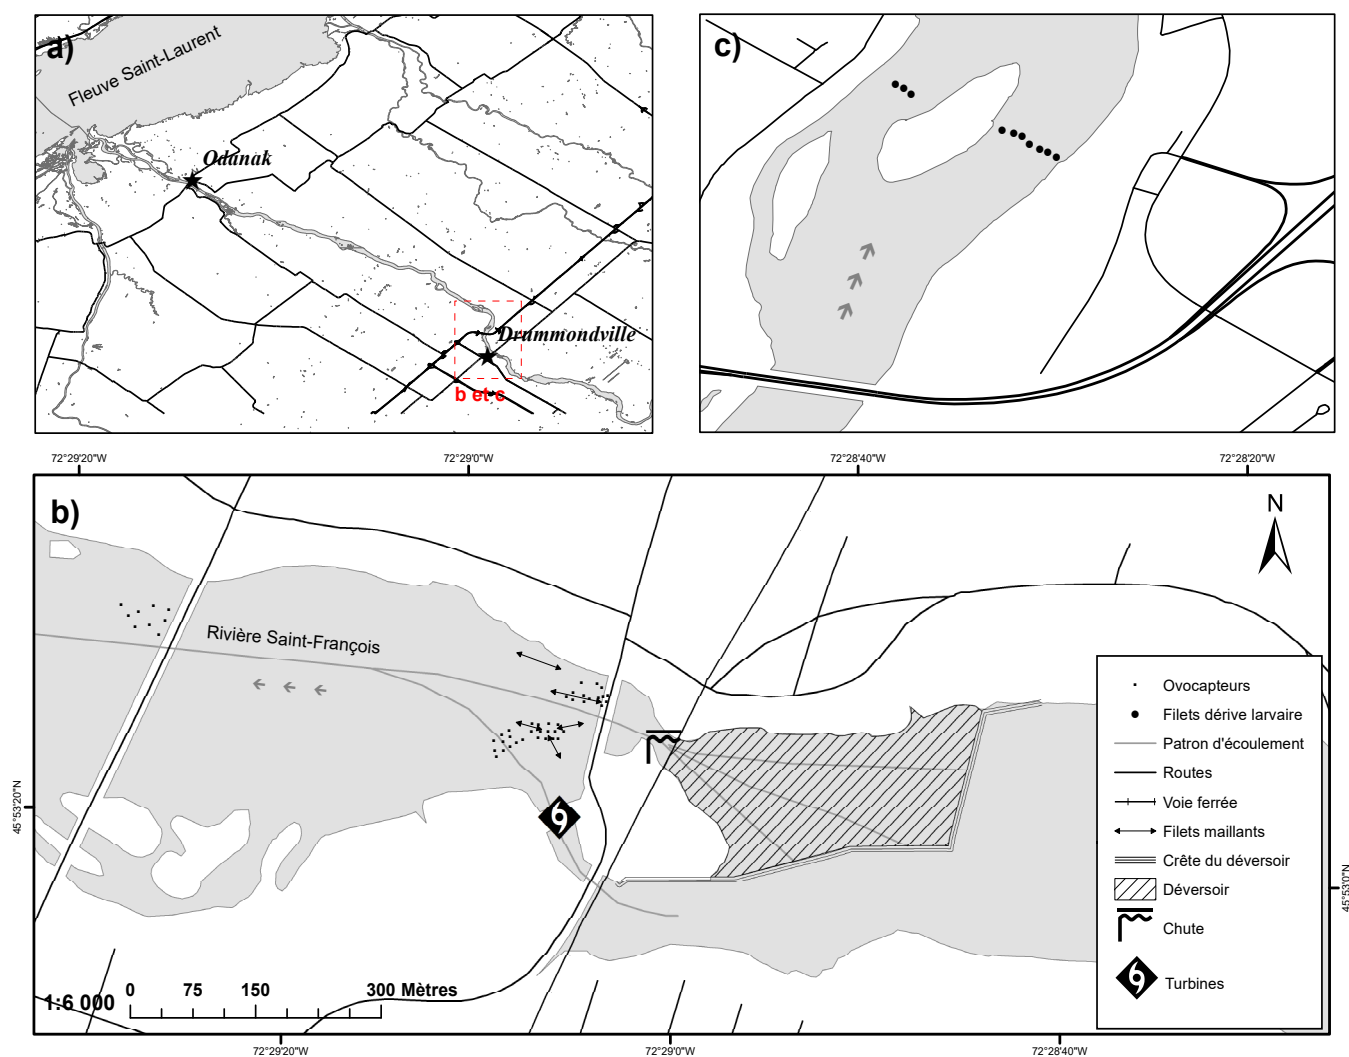 a)
Fleuve Saint-Laurent
Odanak
Drummondville
b et c
c)
72°29'20"W
72°29'0"W
72°28'40"W
72°28'20"W
b)
N
Rivière Saint-François
45°53'20"N
45°53'0"N
Ovocapteurs
Filets dérive larvaire
Patron d'écoulement
Routes
Voie ferrée
Filets maillants
Crête du déversoir
Déversoir
Chute
Turbines
1:6 000
0 75 150 300 Mètres
72°29'20"W
72°29'0"W
72°28'40"W